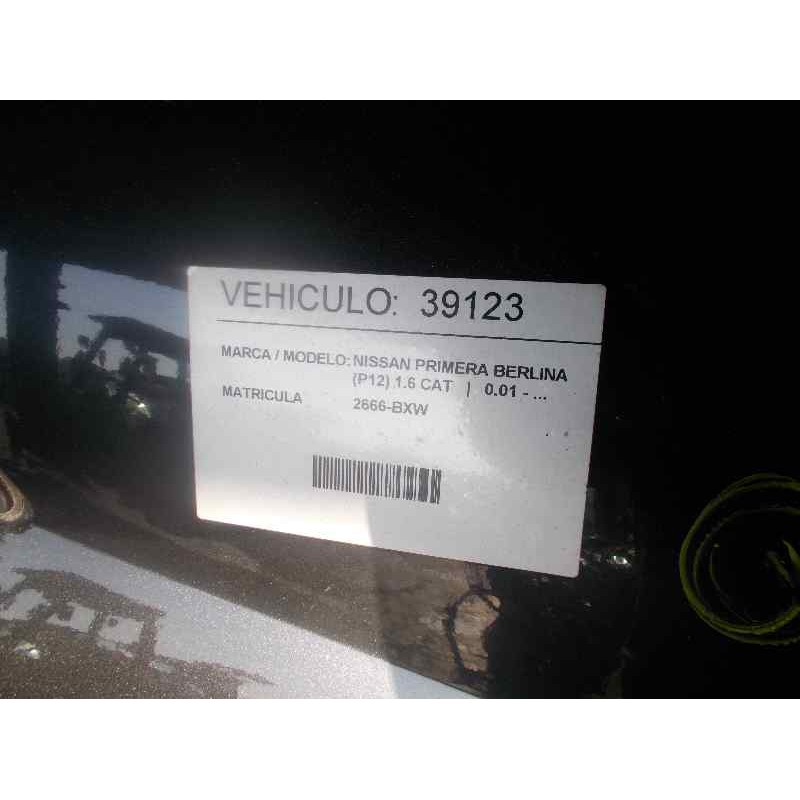 VEHICULO: 39123
MARCA / MODELO: NISSAN PRIMERA BERLINA
(P12) 1.6 CAT | 0.01 - ...
MATRICULA 2666-BXW